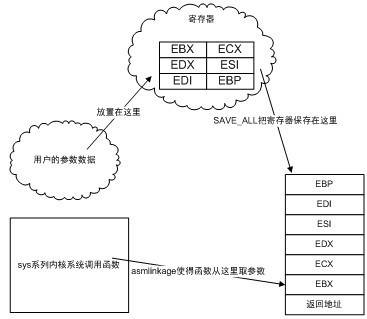 寄存器
EBX ECX
EDX ESI
EDI EBP
放置在这里
SAVE_ALL把寄存器保存在这里
用户的参数数据
EBP
EDI
ESI
EDX
ECX
EBX
返回地址
sys系列内核系统调用函数
asmlinkage使得函数从这里取参数